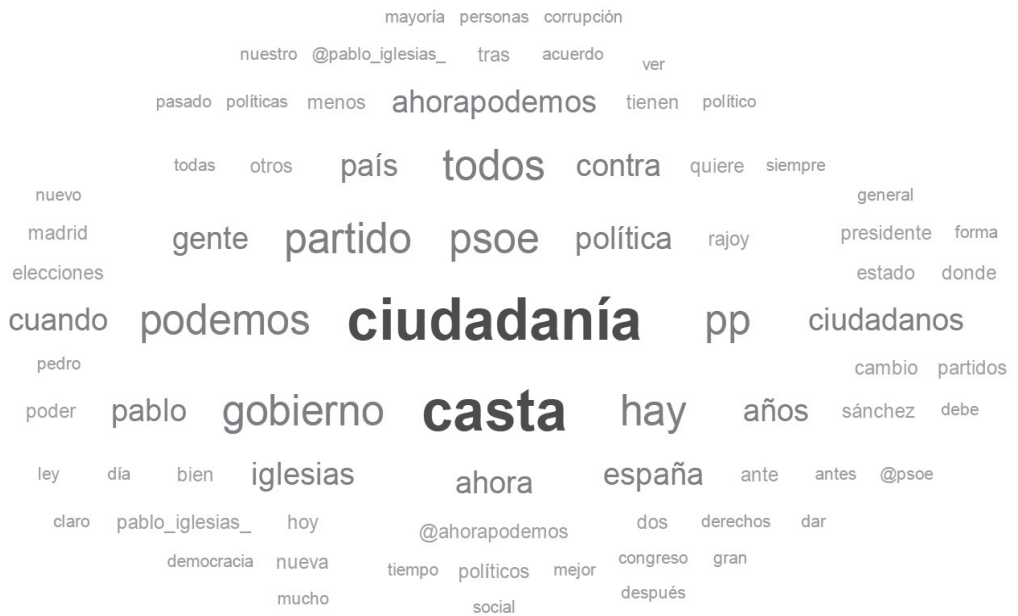 mayoría personas corrupción
nuestro @pablo_iglesias_ tras acuerdo ver
pasado políticas menos ahorapodemos tienen político
todas otros país todos contra quiere siempre
nuevo general
madrid gente partido psoe política rajoy presidente forma
elecciones estado donde
cuando podemos ciudadanía pp ciudadanos
pedro cambio partidos
poder pablo gobierno casta hay años sánchez debe
ley día bien iglesias ahora españa ante antes @psoe
claro pablo_iglesias_ hoy @ahorapodemos dos derechos dar
democracia nueva tiempo políticos mejor congreso gran
mucho social después